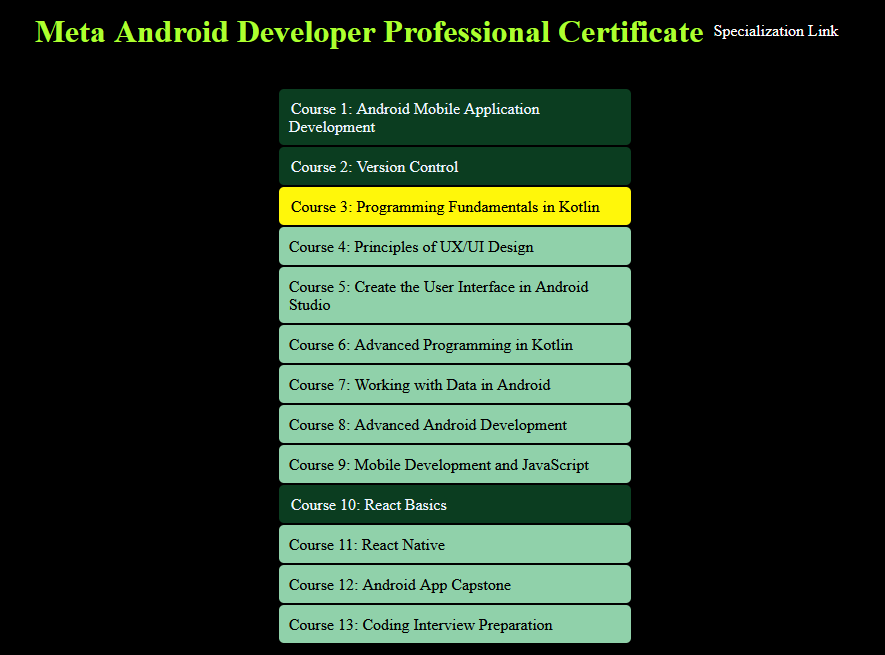 Meta Android Developer Professional Certificate Specialization Link
Course 1: Android Mobile Application
Development
Course 2: Version Control
Course 3: Programming Fundamentals in Kotlin
Course 4: Principles of UX/UI Design
Course 5: Create the User Interface in Android
Studio
Course 6: Advanced Programming in Kotlin
Course 7: Working with Data in Android
Course 8: Advanced Android Development
Course 9: Mobile Development and JavaScript
Course 10: React Basics
Course 11: React Native
Course 12: Android App Capstone
Course 13: Coding Interview Preparation